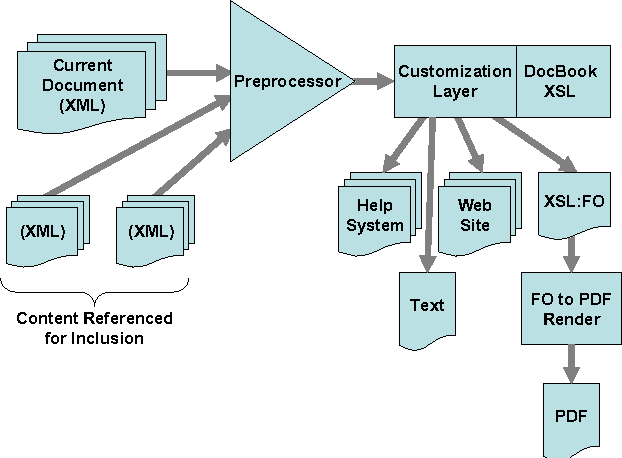 Current
Document
(XML)
Preprocessor
Customization
Layer
DocBook
XSL
(XML)
(XML)
Content Referenced
for Inclusion
Help
System
Web
Site
XSL:FO
Text
FO to PDF
Render
PDF